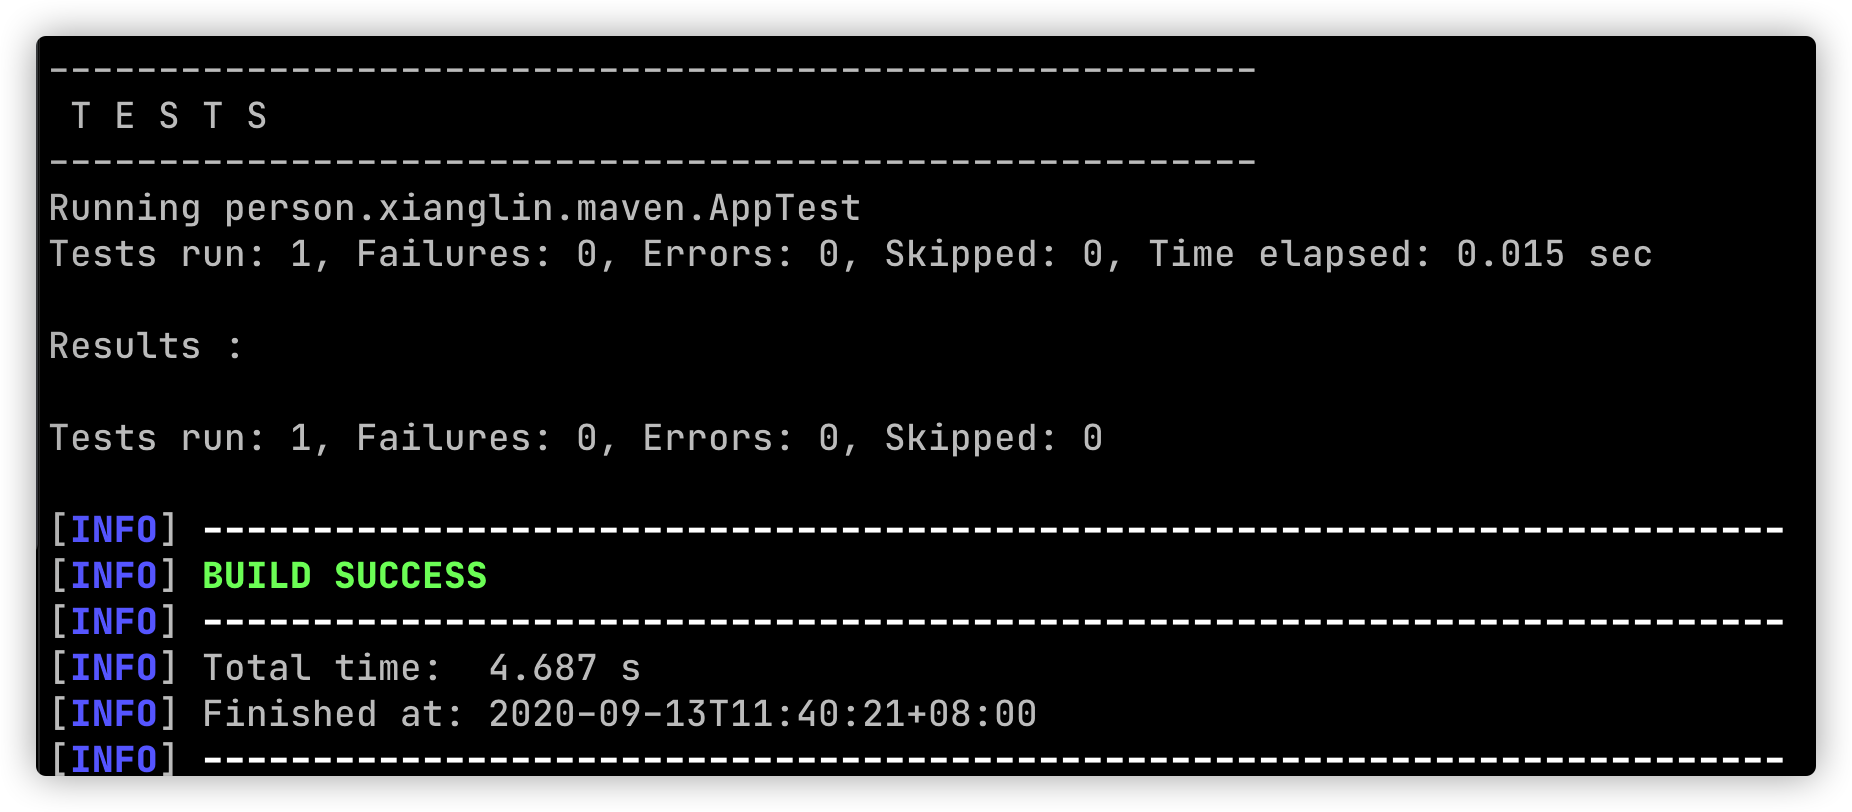 -------------------------------------------------------
 T E S T S
-------------------------------------------------------
Running person.xianglin.maven.AppTest
Tests run: 1, Failures: 0, Errors: 0, Skipped: 0, Time elapsed: 0.015 sec

Results :

Tests run: 1, Failures: 0, Errors: 0, Skipped: 0

[INFO] ------------------------------------------------------------------------
[INFO] BUILD SUCCESS
[INFO] ------------------------------------------------------------------------
[INFO] Total time:  4.687 s
[INFO] Finished at: 2020-09-13T11:40:21+08:00
[INFO] ------------------------------------------------------------------------